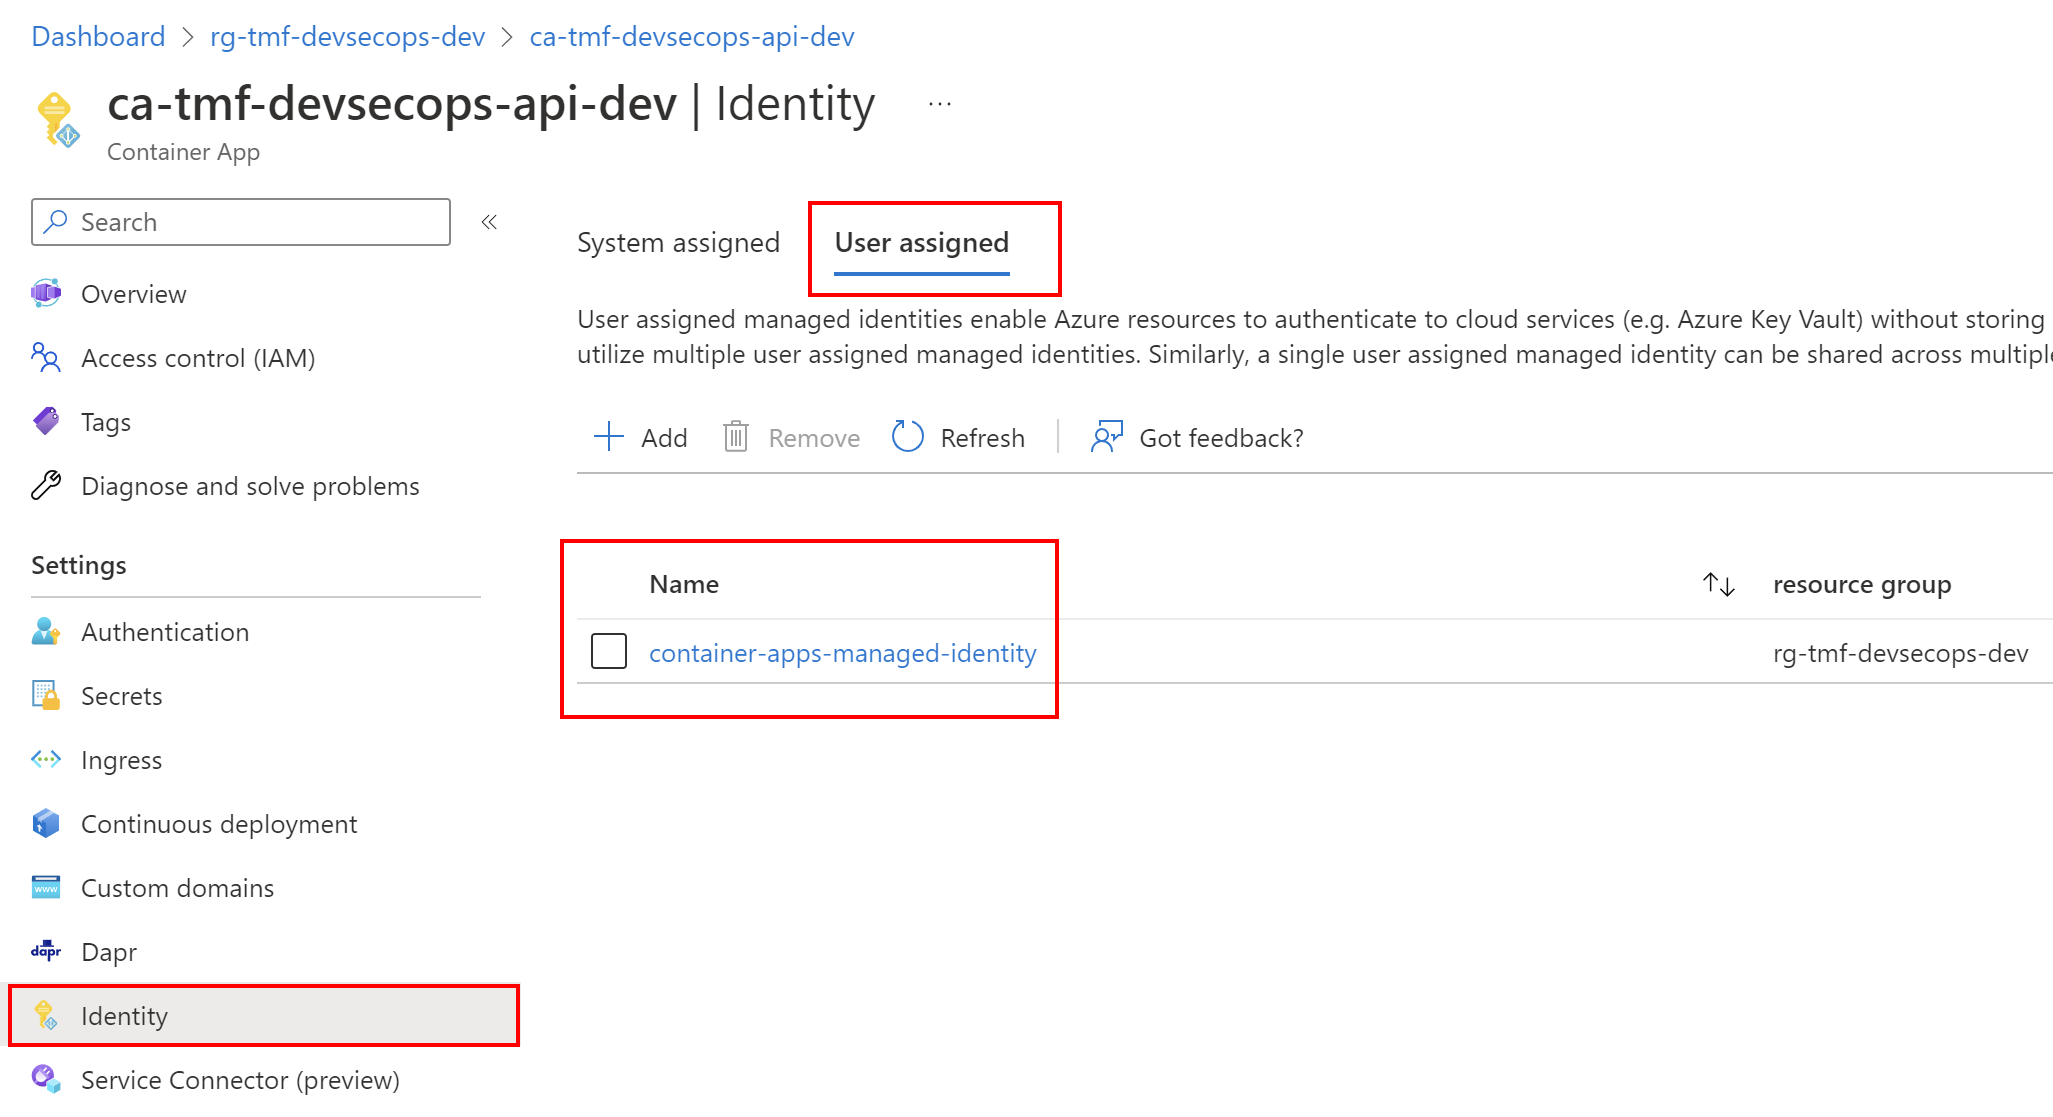 Dashboard > rg-tmf-devsecops-dev > ca-tmf-devsecops-api-dev
ca-tmf-devsecops-api-dev | Identity ...
Container App
Search «
System assigned User assigned
User assigned managed identities enable Azure resources to authenticate to cloud services (e.g. Azure Key Vault) without storing
utilize multiple user assigned managed identities. Similarly, a single user assigned managed identity can be shared across multiple
Add Remove Refresh Got feedback?
Name resource group
container-apps-managed-identity rg-tmf-devsecops-dev
Overview
Access control (IAM)
Tags
Diagnose and solve problems
Settings
Authentication
Secrets
Ingress
Continuous deployment
www
Custom domains
dapr
Dapr
Identity
Service Connector (preview)